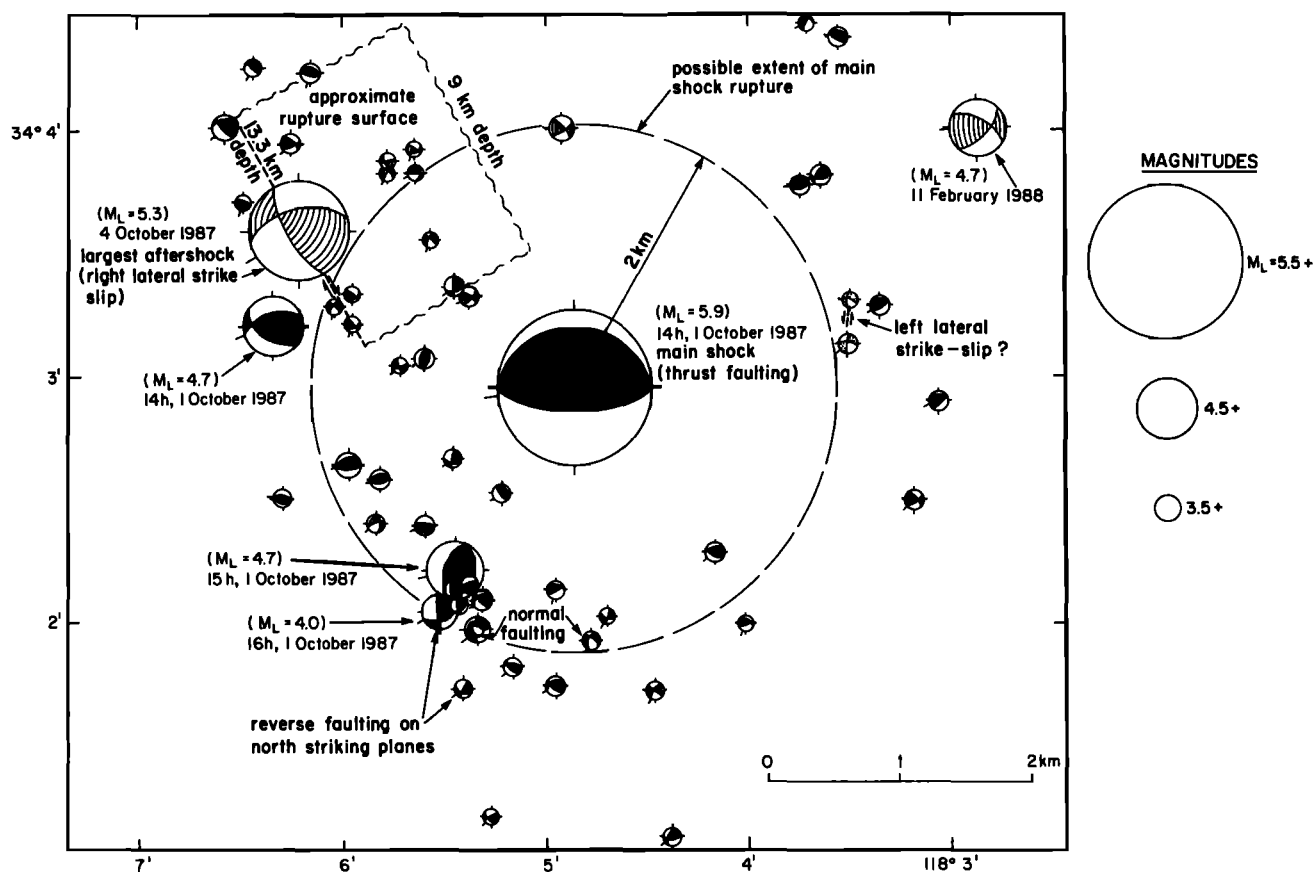 possible extent of main
shock rupture
approximate
rupture surface
9 km depth
13.3 km
depth
34° 4'
(ML = 4.7)
11 February 1988
MAGNITUDES
ML = 5.5+
4.5+
3.5+
(ML = 5.3)
4 October 1987
largest aftershock
(right lateral strike
slip)
2km
(ML = 5.9)
14h, 1 October 1987
main shock
(thrust faulting)
left lateral
strike-slip ?
3'
(ML = 4.7)
14h, 1 October 1987
(ML = 4.7)
15h, 1 October 1987
2'
(ML = 4.0)
16h, 1 October 1987
normal
faulting
reverse faulting on
north striking planes
0 1 2km
7' 6' 5' 4' 118° 3'